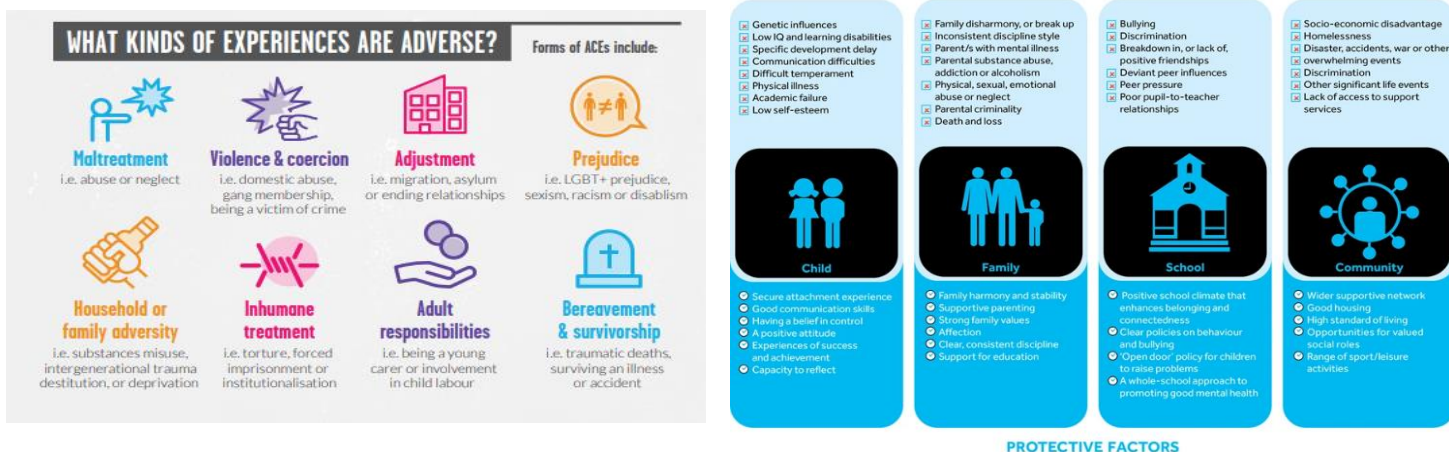 WHAT KINDS OF EXPERIENCES ARE ADVERSE?
Forms of ACEs include:
Maltreatment
i.e. abuse or neglect
Violence & coercion
i.e. domestic abuse,
gang membership,
being a victim of crime
Adjustment
i.e. migration, asylum
or ending relationships
Prejudice
i.e. LGBT+ prejudice,
sexism, racism or disablism
Household or
family adversity
i.e. substances misuse,
intergenerational trauma
destitution, or deprivation
Inhumane
treatment
i.e. torture, forced
imprisonment or
institutionalisation
Adult
responsibilities
i.e. being a young
carer or involvement
in child labour
Bereavement
& survivorship
i.e. traumatic deaths,
surviving an illness
or accident
Genetic influences
Low IQ and learning disabilities
Specific development delay
Communication difficulties
Difficult temperament
Physical illness
Academic failure
Low self-esteem
Child
Secure attachment experience
Good communication skills
Having a belief in control
A positive attitude
Experiences of success
and achievement
Capacity to reflect
Family disharmony, or break up
Inconsistent discipline style
Parent/s with mental illness
Parental substance abuse,
addiction or alcoholism
Physical, sexual, emotional
abuse or neglect
Parental criminality
Death and loss
Family
Family harmony and stability
Supportive parenting
Strong family values
Affection
Clear, consistent discipline
Support for education
Bullying
Discrimination
Breakdown in, or lack of,
positive friendships
Deviant peer influences
Peer pressure
Poor pupil-to-teacher
relationships
School
Positive school climate that
enhances belonging and
connectedness
Clear policies on behaviour
and bullying
'Open door' policy for children
to raise problems
A whole-school approach to
promoting good mental health
Socio-economic disadvantage
Homelessness
Disaster, accidents, war or other
overwhelming events
Discrimination
Other significant life events
Lack of access to support
services
Community
Wider supportive network
Good housing
High standard of living
Opportunities for valued
social roles
Range of sport/leisure
activities
PROTECTIVE FACTORS